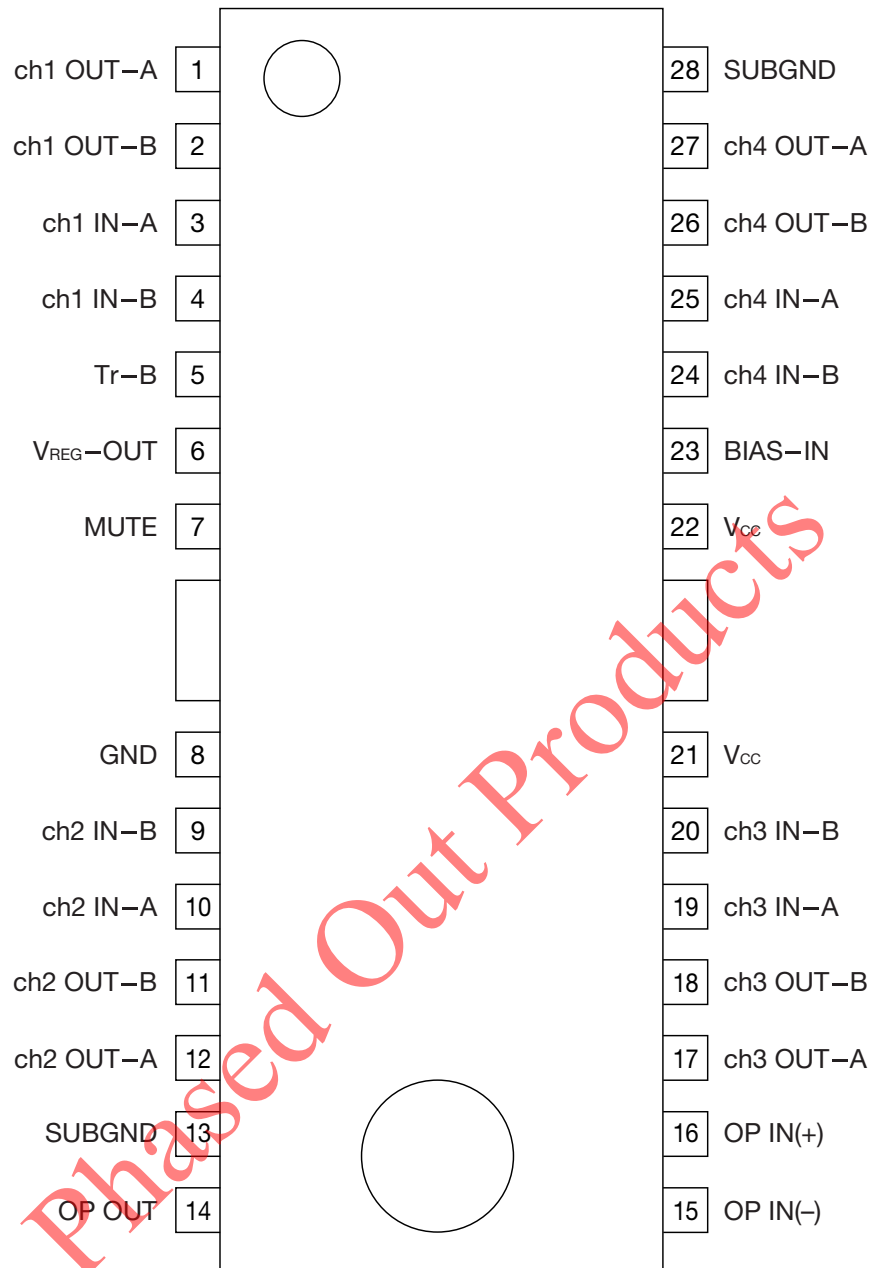 ch1 OUT−A 1
ch1 OUT−B 2
ch1 IN−A 3
ch1 IN−B 4
Tr−B 5
VREG−OUT 6
MUTE 7
GND 8
ch2 IN−B 9
ch2 IN−A 10
ch2 OUT−B 11
ch2 OUT−A 12
SUBGND 13
OP OUT 14
28 SUBGND
27 ch4 OUT−A
26 ch4 OUT−B
25 ch4 IN−A
24 ch4 IN−B
23 BIAS−IN
22 Vcc
21 VCC
20 ch3 IN−B
19 ch3 IN−A
18 ch3 OUT−B
17 ch3 OUT−A
16 OP IN(+)
15 OP IN(–)
Phased Out Products